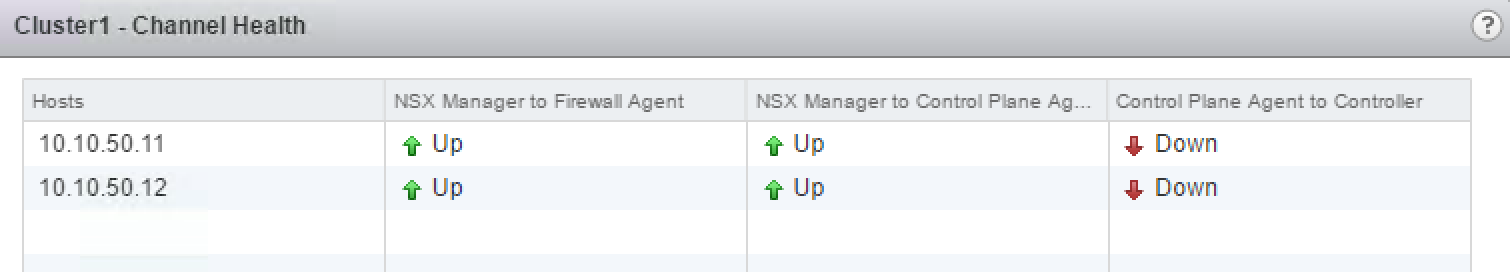 Cluster1 - Channel Health
?
Hosts NSX Manager to Firewall Agent NSX Manager to Control Plane Ag... Control Plane Agent to Controller
10.10.50.11 Up Up Down
10.10.50.12 Up Up Down